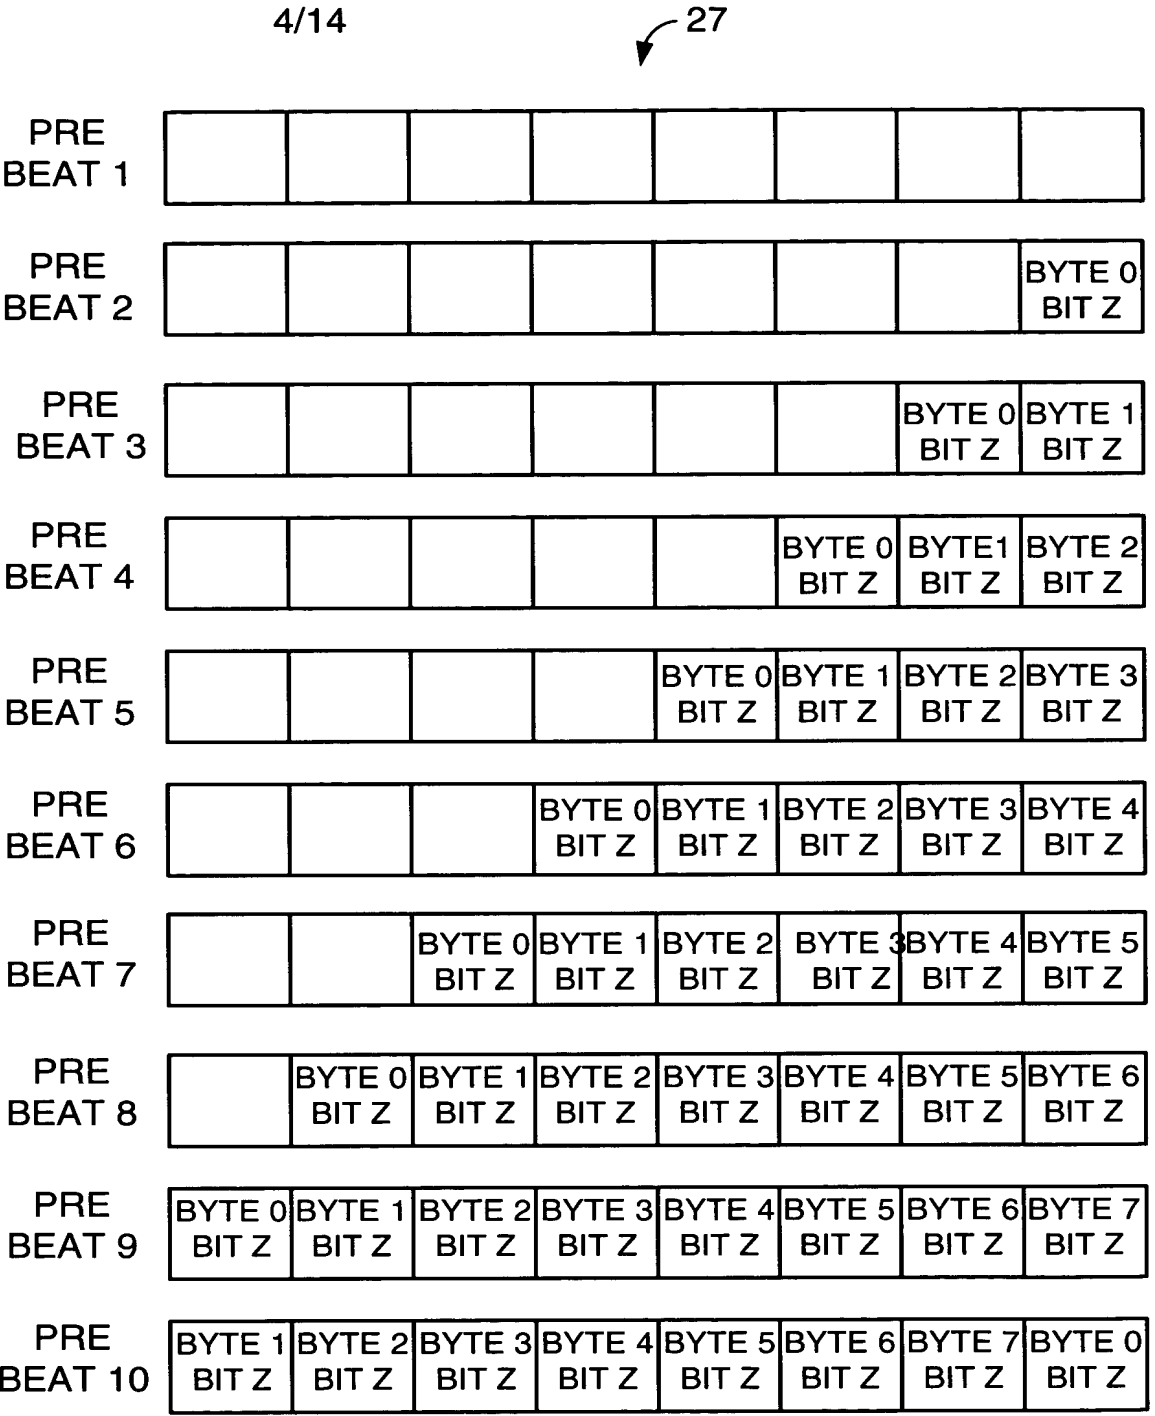 4/14
27
PRE
BEAT 1
PRE
BEAT 2
BYTE 0
BIT Z
PRE
BEAT 3
BYTE 0 BYTE 1
BIT Z BIT Z
PRE
BEAT 4
BYTE 0 BYTE1 BYTE 2
BIT Z BIT Z BIT Z
PRE
BEAT 5
BYTE 0 BYTE 1 BYTE 2 BYTE 3
BIT Z BIT Z BIT Z BIT Z
PRE
BEAT 6
BYTE 0 BYTE 1 BYTE 2 BYTE 3 BYTE 4
BIT Z BIT Z BIT Z BIT Z BIT Z
PRE
BEAT 7
BYTE 0 BYTE 1 BYTE 2 BYTE 3 BYTE 4 BYTE 5
BIT Z BIT Z BIT Z BIT Z BIT Z BIT Z
PRE
BEAT 8
BYTE 0 BYTE 1 BYTE 2 BYTE 3 BYTE 4 BYTE 5 BYTE 6
BIT Z BIT Z BIT Z BIT Z BIT Z BIT Z BIT Z
PRE
BEAT 9
BYTE 0 BYTE 1 BYTE 2 BYTE 3 BYTE 4 BYTE 5 BYTE 6 BYTE 7
BIT Z BIT Z BIT Z BIT Z BIT Z BIT Z BIT Z BIT Z
PRE
BEAT 10
BYTE 1 BYTE 2 BYTE 3 BYTE 4 BYTE 5 BYTE 6 BYTE 7 BYTE 0
BIT Z BIT Z BIT Z BIT Z BIT Z BIT Z BIT Z BIT Z